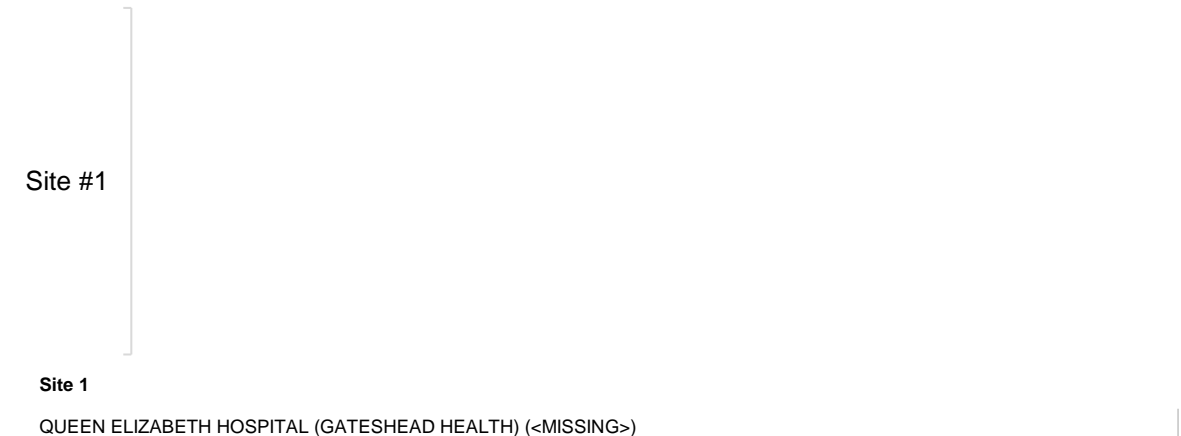 Site #1
Site 1
QUEEN ELIZABETH HOSPITAL (GATESHEAD HEALTH) (<MISSING>)